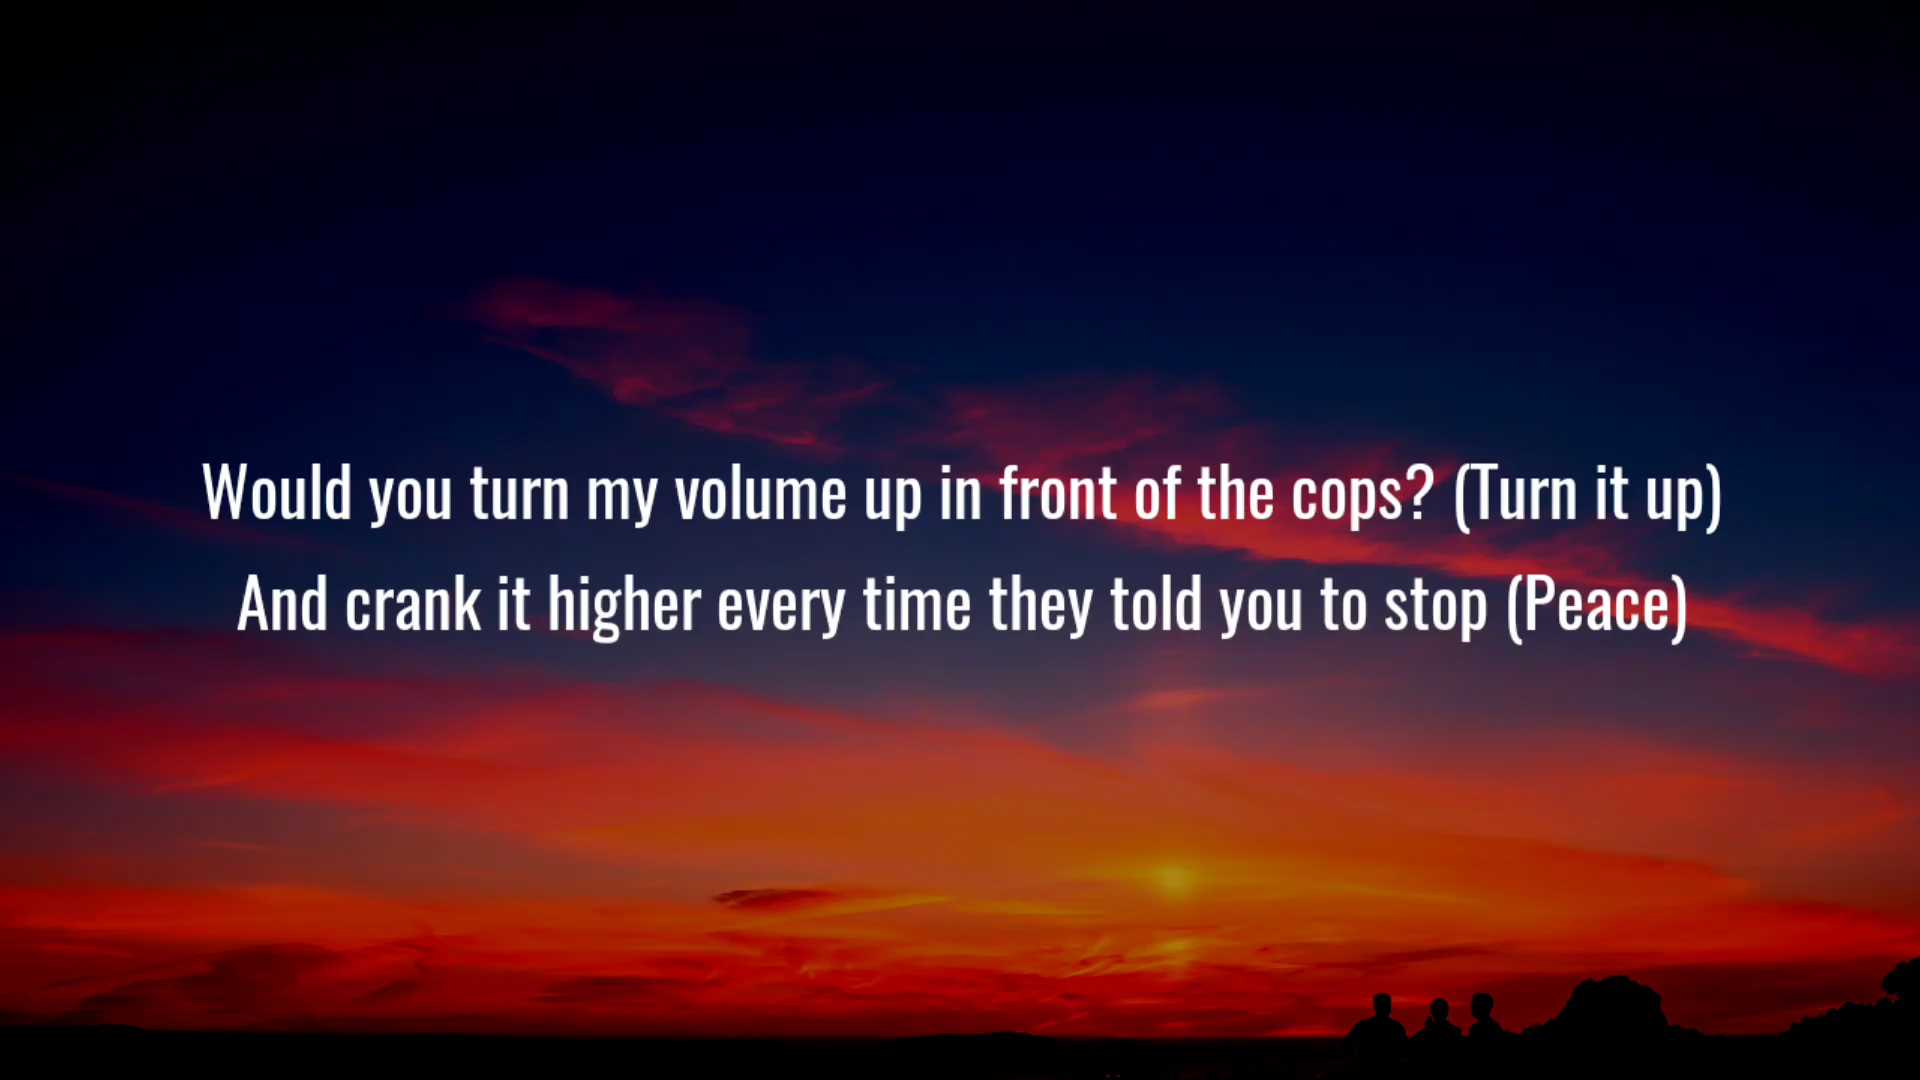 Would you turn my volume up in front of the cops? (Turn it up)
And crank it higher every time they told you to stop (Peace)